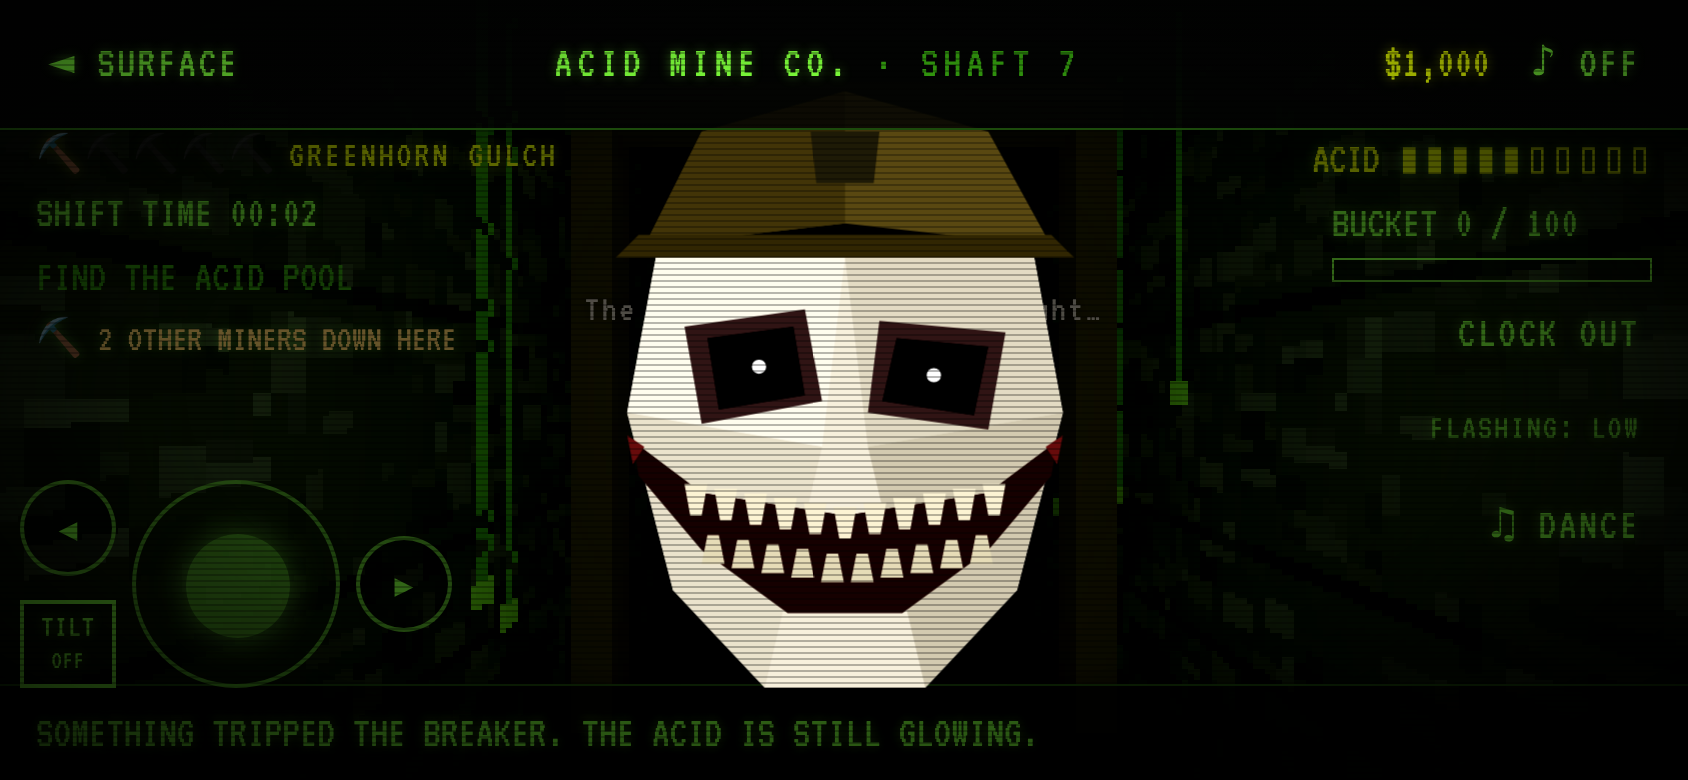 ◄ SURFACE
ACID MINE CO. · SHAFT 7
$1,000 ♪ OFF
GREENHORN GULCH
ACID
SHIFT TIME 00:02
BUCKET 0 / 100
FIND THE ACID POOL
The
CLOCK OUT
2 OTHER MINERS DOWN HERE
FLASHING: LOW
♫ DANCE
◄
►
TILT
OFF
SOMETHING TRIPPED THE BREAKER. THE ACID IS STILL GLOWING.